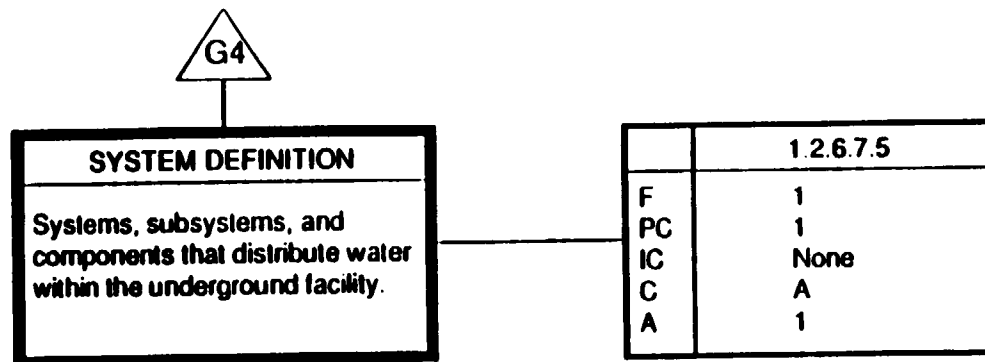 G4
SYSTEM DEFINITION
Systems, subsystems, and
components that distribute water
within the underground facility.
1.2.6.7.5
F 1
PC 1
IC None
C A
A 1